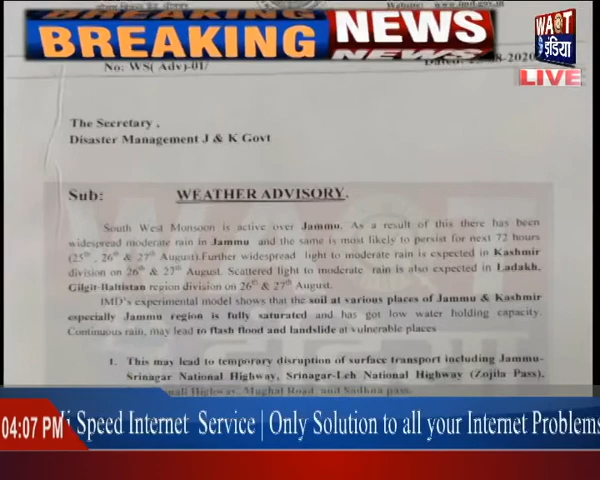 BREAKING NEWS
WAQT
इंडिया
LIVE
No: WS( Adv)-01/
The Secretary ,
Disaster Management J & K Govt
Sub: WEATHER ADVISORY.
South West Monsoon is active over Jammu. As a result of this there has been
widespread moderate rain in Jammu and the same is most likely to persist for next 72 hours
(25th , 26th & 27th August).Further widespread light to moderate rain is expected in Kashmir
division on 26th & 27th August. Scattered light to moderate rain is also expected in Ladakh,
Gilgit-Baltistan region division on 26th & 27th August.
IMD's experimental model shows that the soil at various places of Jammu & Kashmir
especially Jammu region is fully saturated and has got low water holding capacity.
Continuous rain, may lead to flash flood and landslide at vulnerable places
1. This may lead to temporary disruption of surface transport including Jammu-
Srinagar National Highway, Srinagar-Leh National Highway (Zojila Pass),
Highway, Mughal Road, and Sadhna pass.
04:07 PM
Speed Internet Service | Only Solution to all your Internet Problems